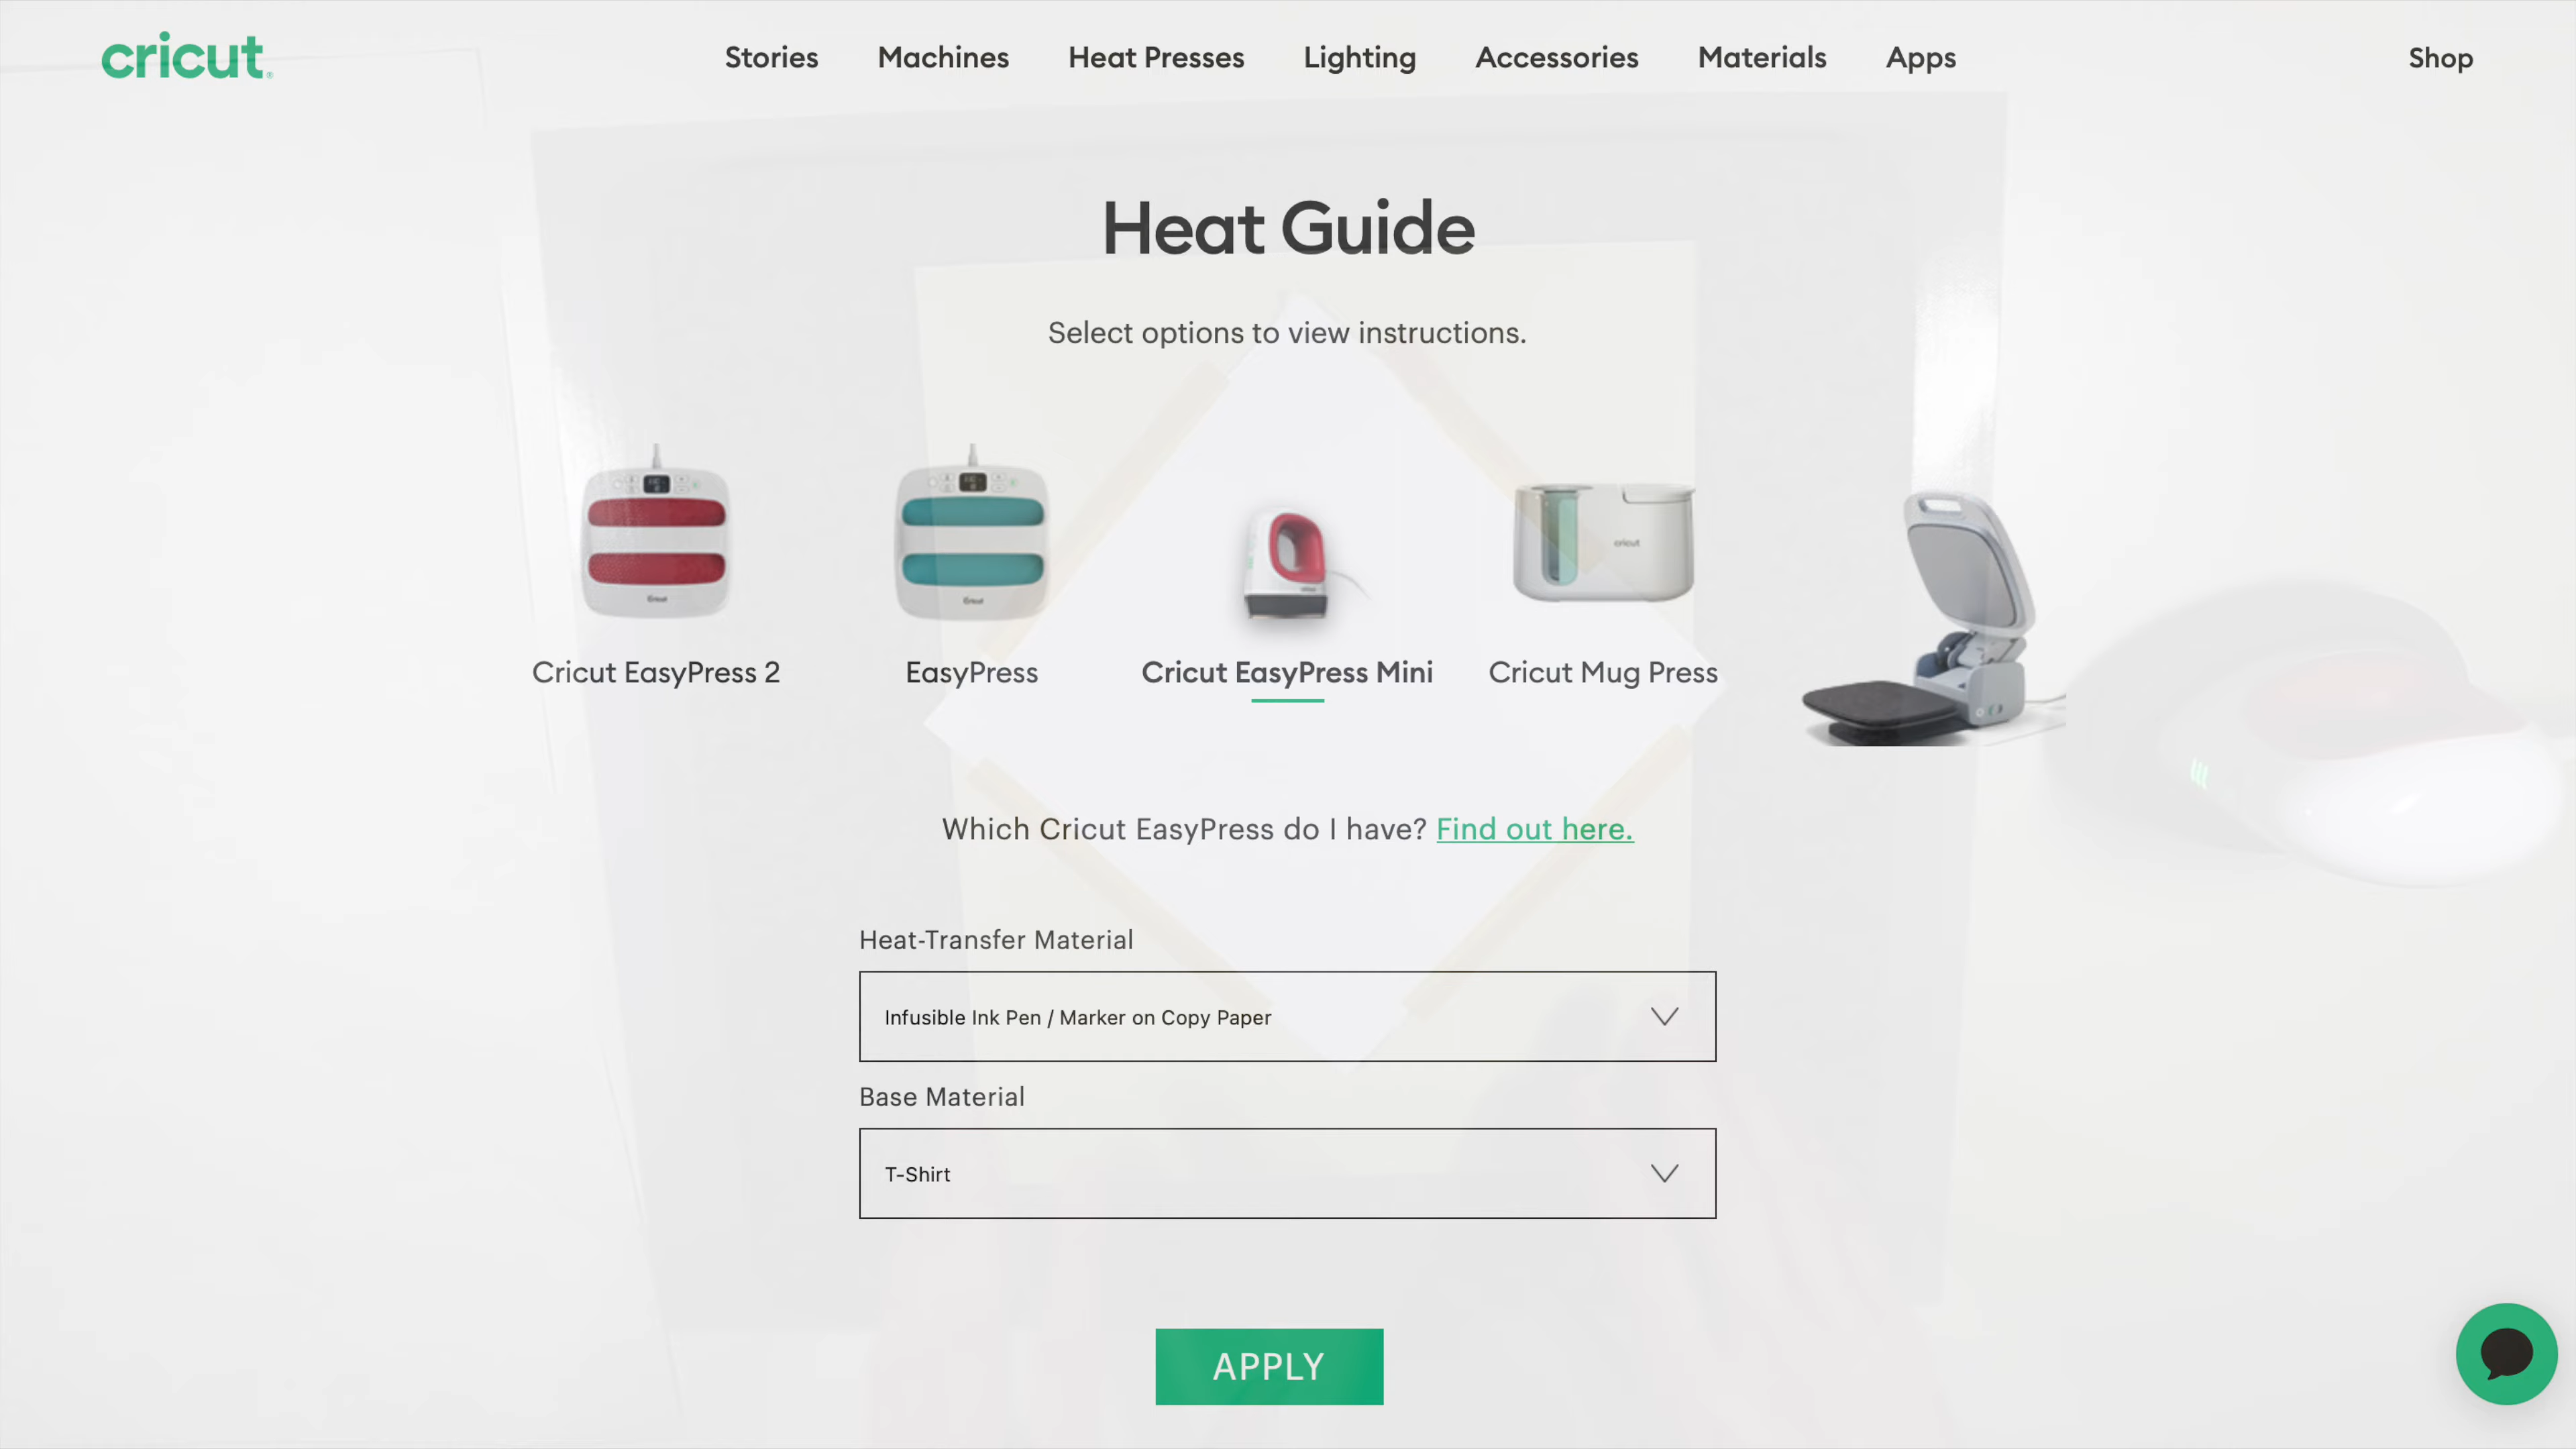 cricut
Stories Machines Heat Presses Lighting Accessories Materials Apps Shop
Heat Guide
Select options to view instructions.
cricut
Cricut EasyPress 2 EasyPress Cricut EasyPress Mini Cricut Mug Press
Which Cricut EasyPress do I have? Find out here.
Heat-Transfer Material
Infusible Ink Pen / Marker on Copy Paper
Base Material
T-Shirt
APPLY